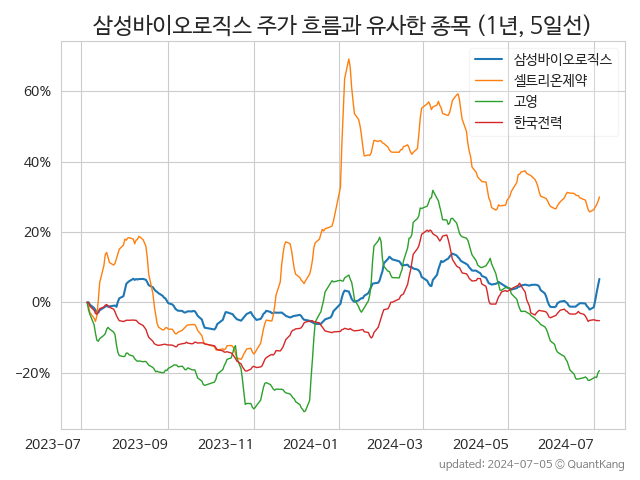 삼성바이오로직스 주가 흐름과 유사한 종목 (1년, 5일선)
삼성바이오로직스
셀트리온제약
고영
한국전력
60%
40%
20%
0%
−20%
2023–07
2023–09
2023–11
2024–01
2024–03
2024–05
2024–07
updated: 2024-07-05 © QuantKang